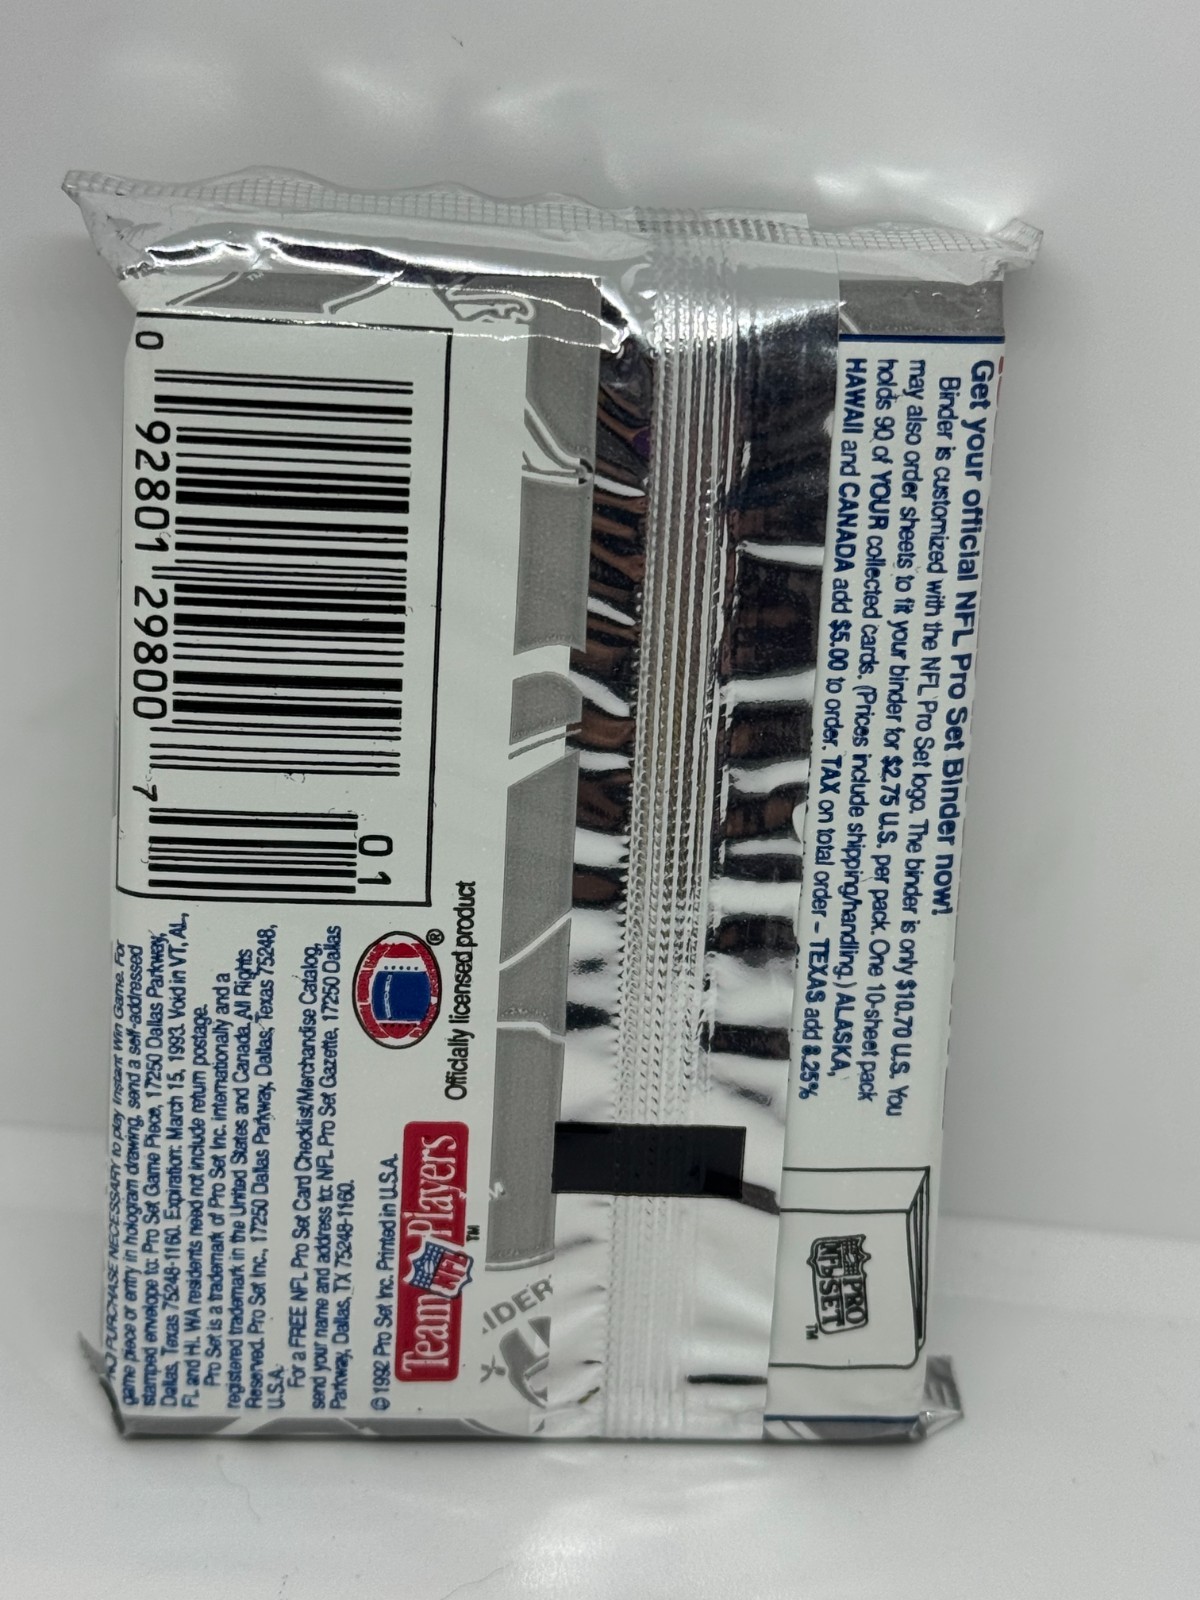 Get your official NFL Pro Set Binder now!
Binder is customized with the NFL Pro Set logo. The binder is only $10.70 U.S. You
may also order sheets to fit your binder for $2.75 U.S. per pack. One 10-sheet pack
holds 90 of YOUR collected cards. (Prices include shipping/handling.) ALASKA,
HAWAII and CANADA add $5.00 to order. TAX on total order - TEXAS add 8.25%
PRO
SET
NFL
TM
0 92801 29800 7
01
Officially licensed product
®
Team NFL Players
TM
© 1992 Pro Set Inc. Printed in U.S.A.
NO PURCHASE NECESSARY to play Instant Win Game. For
game piece or entry in hologram drawing, send a self-addressed
stamped envelope to: Pro Set Game Piece, 17250 Dallas Parkway,
Dallas, Texas 75248-1160. Expiration: March 15, 1993. Void in VT, AL,
FL and HI. WA residents need not include return postage.
Pro Set is a trademark of Pro Set Inc. internationally and a
registered trademark in the United States and Canada. All Rights
Reserved. Pro Set Inc., 17250 Dallas Parkway, Dallas, Texas 75248,
U.S.A.
For a FREE NFL Pro Set Card Checklist/Merchandise Catalog,
send your name and address to: NFL Pro Set Gazette, 17250 Dallas
Parkway, Dallas, TX 75248-1160.